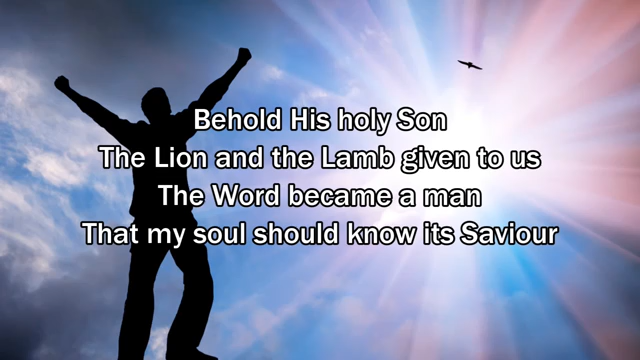 Behold His holy Son
The Lion and the Lamb given to us
The Word became a man
That my soul should know its Saviour